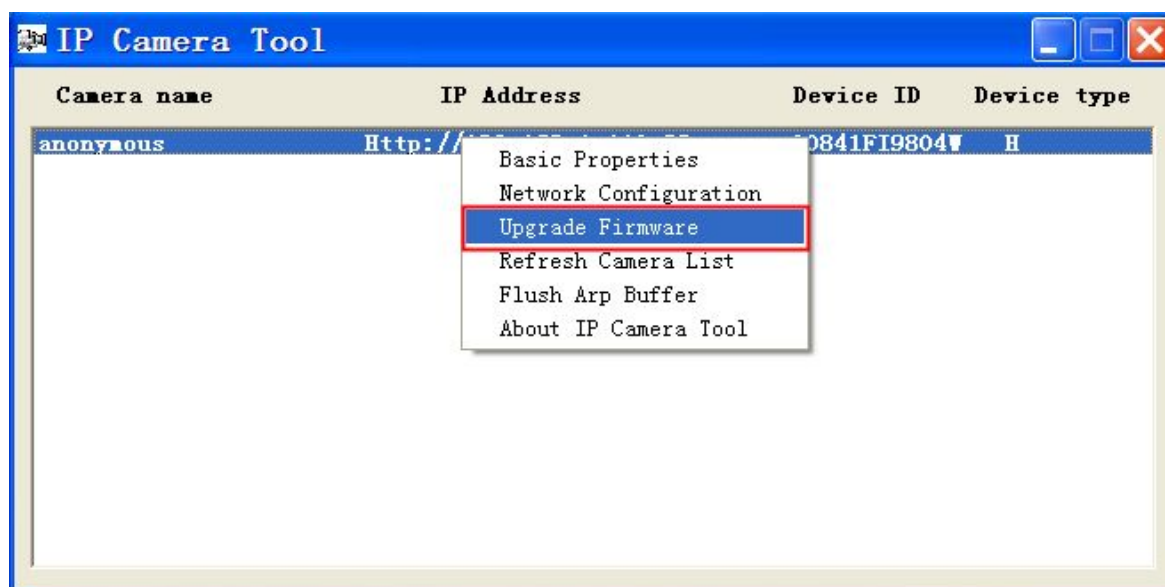 IP Camera Tool
Camera name IP Address Device ID Device type
anonymous Http:// 0841FI9804W H
Basic Properties
Network Configuration
Upgrade Firmware
Refresh Camera List
Flush Arp Buffer
About IP Camera Tool